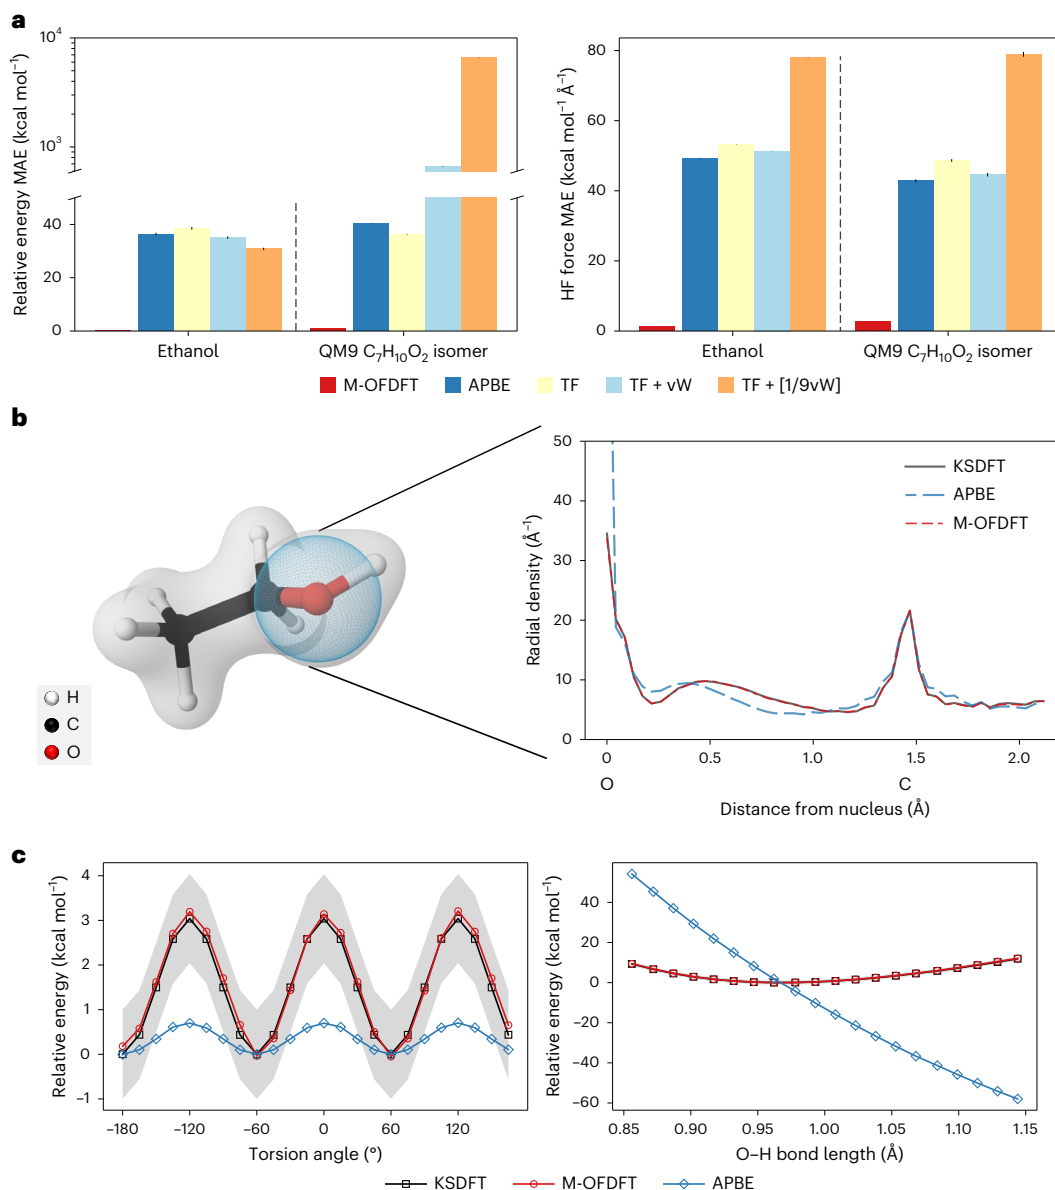 a
Relative energy MAE (kcal mol⁻¹)
10⁴
10³
40
20
0
Ethanol
QM9 C₇H₁₀O₂ isomer
HF force MAE (kcal mol⁻¹ Å⁻¹)
80
60
40
20
0
Ethanol
QM9 C₇H₁₀O₂ isomer
M-OFDFT
APBE
TF
TF + vW
TF + [1/9vW]
b
H
C
O
Radial density (Å⁻¹)
50
40
30
20
10
0
KSDFT
APBE
M-OFDFT
0
0.5
1.0
1.5
2.0
O
C
Distance from nucleus (Å)
c
Relative energy (kcal mol⁻¹)
4
3
2
1
0
−1
−180
−120
−60
0
60
120
Torsion angle (°)
Relative energy (kcal mol⁻¹)
40
20
0
−20
−40
−60
0.85
0.90
0.95
1.00
1.05
1.10
1.15
O–H bond length (Å)
KSDFT
M-OFDFT
APBE